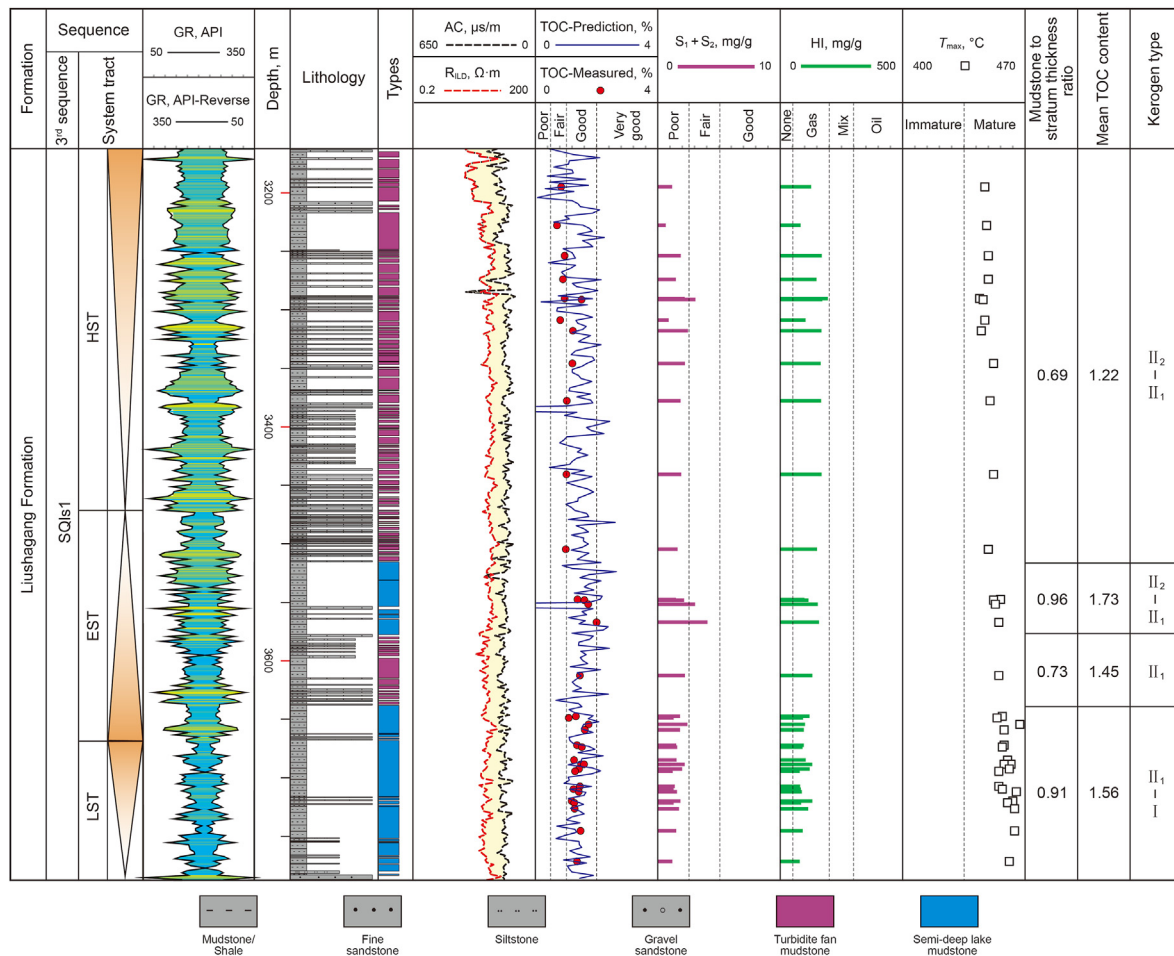 Formation
Sequence
3rd sequence
System tract
GR, API
50 350
GR, API-Reverse
350 50
Depth, m
Lithology
Types
AC, μs/m
650 0
R_ILD, Ω·m
0.2 200
TOC-Prediction, %
0 4
TOC-Measured, %
0 4
Poor
Fair
Good
Very good
S₁ + S₂, mg/g
0 10
Poor
Fair
Good
HI, mg/g
0 500
None
Gas
Mix
Oil
Tmax, °C
400 470
Immature
Mature
Mudstone to
stratum thickness
ratio
Mean TOC content
Kerogen type
Liushagang Formation
SQls1
HST
EST
LST
3200
3400
3600
0.69 1.22 II₂ – II₁
0.96 1.73 II₂ – II₁
0.73 1.45 II₁
0.91 1.56 II₁ – I
Mudstone/
Shale
Fine
sandstone
Siltstone
Gravel
sandstone
Turbidite fan
mudstone
Semi-deep lake
mudstone